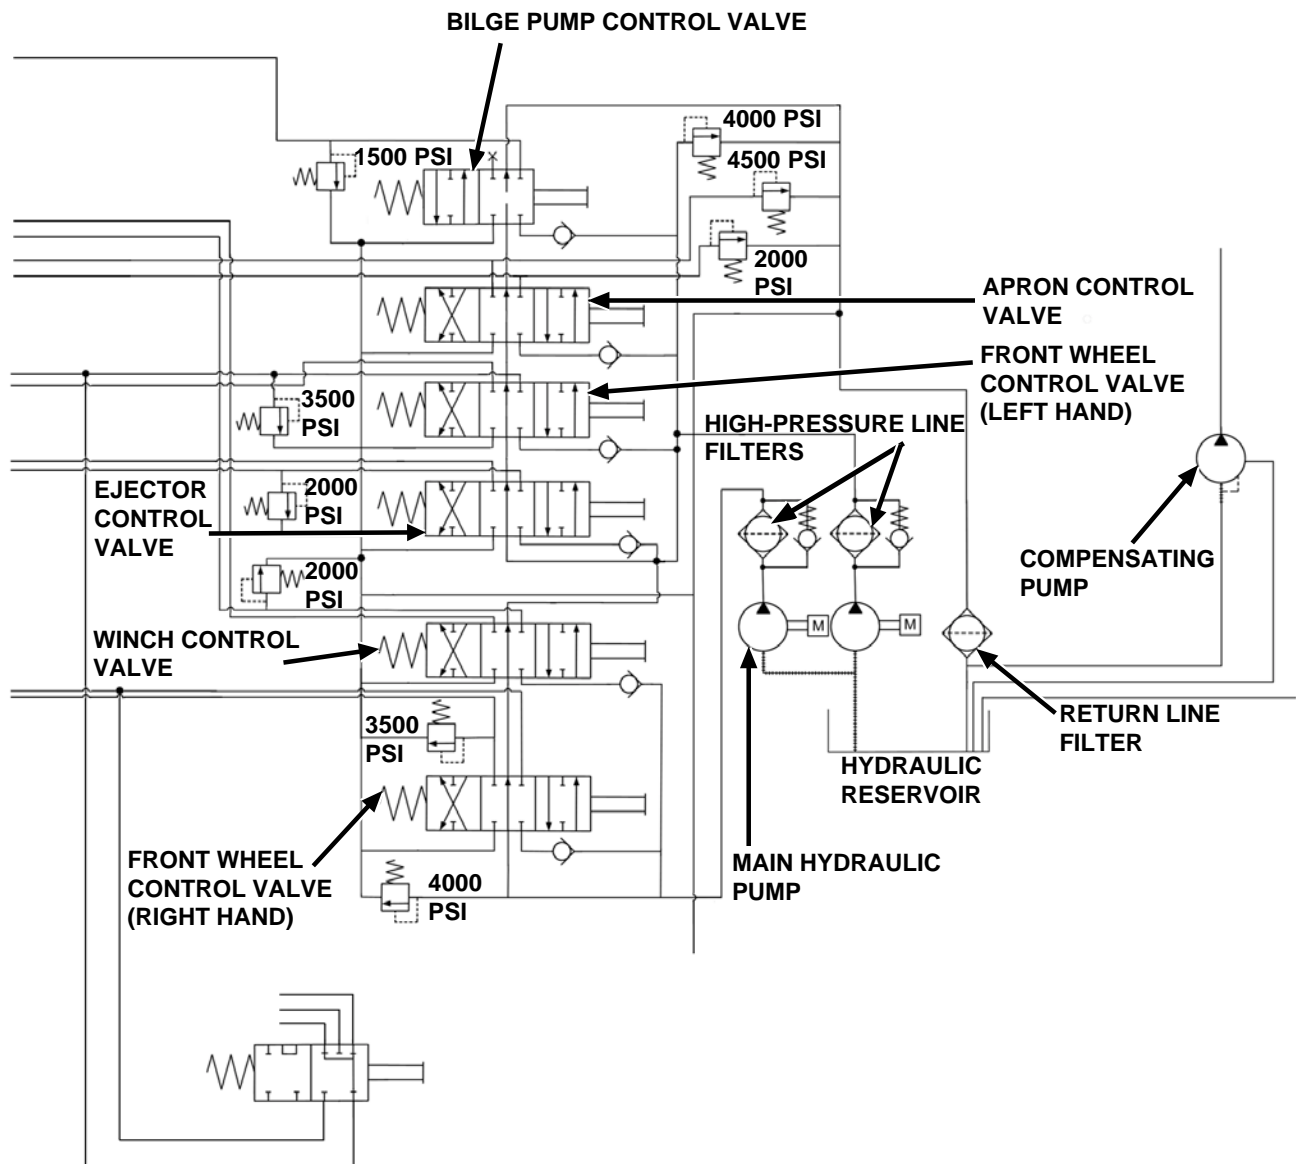 BILGE PUMP CONTROL VALVE
4000 PSI
1500 PSI
4500 PSI
2000
PSI
APRON CONTROL
VALVE
FRONT WHEEL
CONTROL VALVE
(LEFT HAND)
3500
PSI
HIGH-PRESSURE LINE
FILTERS
EJECTOR
CONTROL
VALVE
2000
PSI
COMPENSATING
PUMP
2000
PSI
M
M
WINCH CONTROL
VALVE
3500
PSI
RETURN LINE
FILTER
HYDRAULIC
RESERVOIR
FRONT WHEEL
CONTROL VALVE
(RIGHT HAND)
4000
PSI
MAIN HYDRAULIC
PUMP